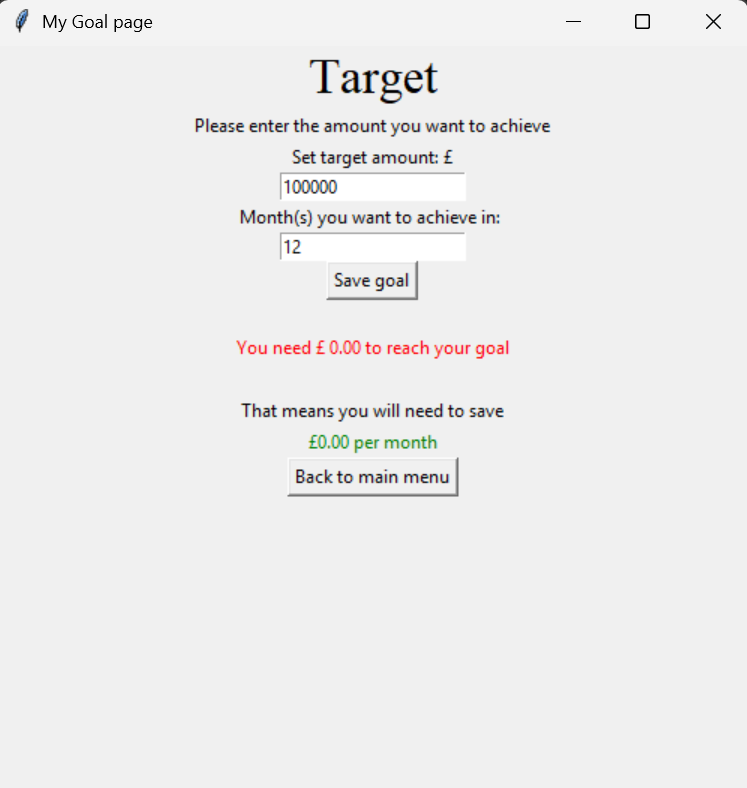 My Goal page
Target
Please enter the amount you want to achieve
Set target amount: £
100000
Month(s) you want to achieve in:
12
Save goal
You need £ 0.00 to reach your goal
That means you will need to save
£0.00 per month
Back to main menu